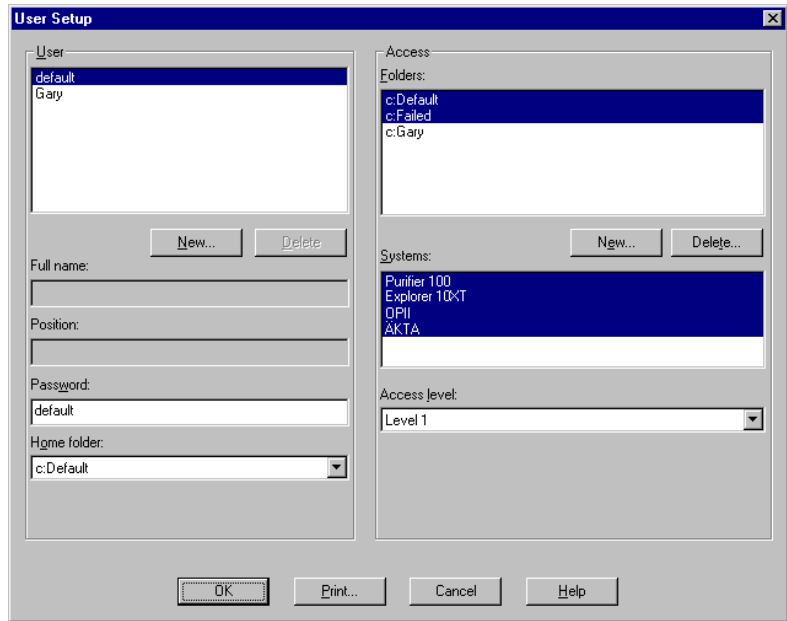 User Setup
User
default
Gary
New...
Delete
Full name:
Position:
Password:
default
Home folder:
c:Default
Access
Folders:
c:Default
c:Failed
c:Gary
New...
Delete...
Systems:
Purifier 100
Explorer 10XT
OPII
ÄKTA
Access level:
Level 1
OK
Print...
Cancel
Help